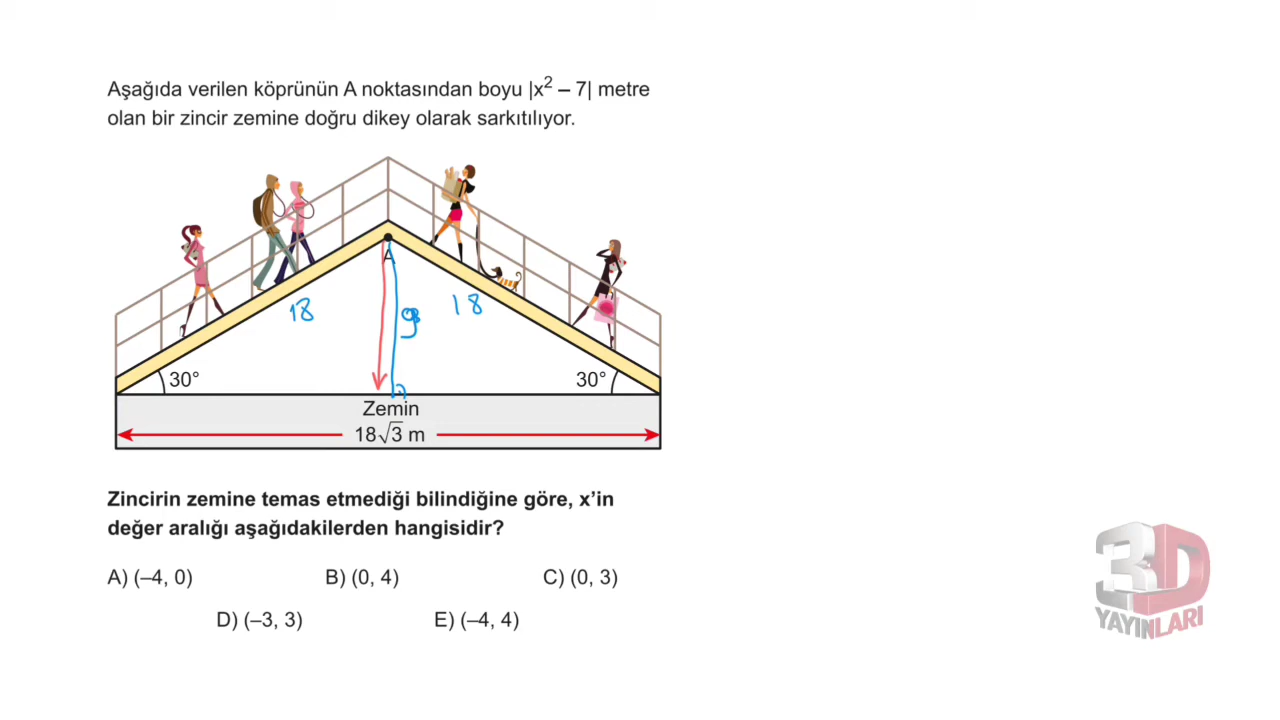 Aşağıda verilen köprünün A noktasından boyu |x² – 7| metre
olan bir zincir zemine doğru dikey olarak sarkıtılıyor.
A
18
9
18
30°
30°
Zemin
18√3 m
Zincirin zemine temas etmediği bilindiğine göre, x’in
değer aralığı aşağıdakilerden hangisidir?
A) (–4, 0)
B) (0, 4)
C) (0, 3)
D) (–3, 3)
E) (–4, 4)
3D
YAYINLARI